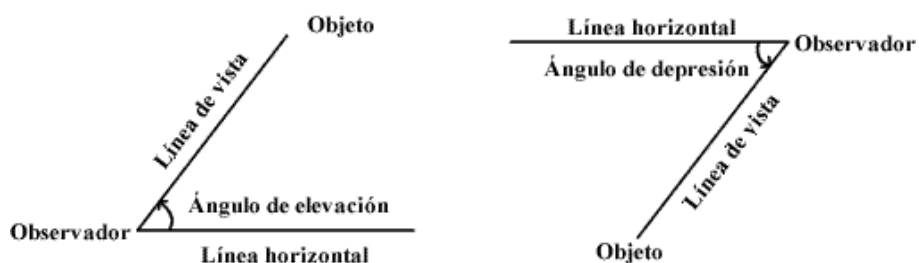 Objeto
Línea de vista
Ángulo de elevación
Observador
Línea horizontal
Línea horizontal
Observador
Ángulo de depresión
Línea de vista
Objeto